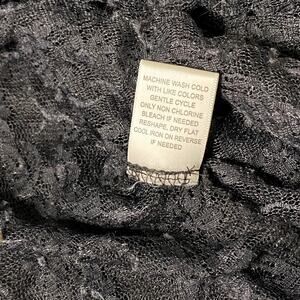 MACHINE WASH COLD
WITH LIKE COLORS
GENTLE CYCLE
ONLY NON CHLORINE
BLEACH IF NEEDED
RESHAPE, DRY FLAT
COOL IRON ON REVERSE
IF NEEDED